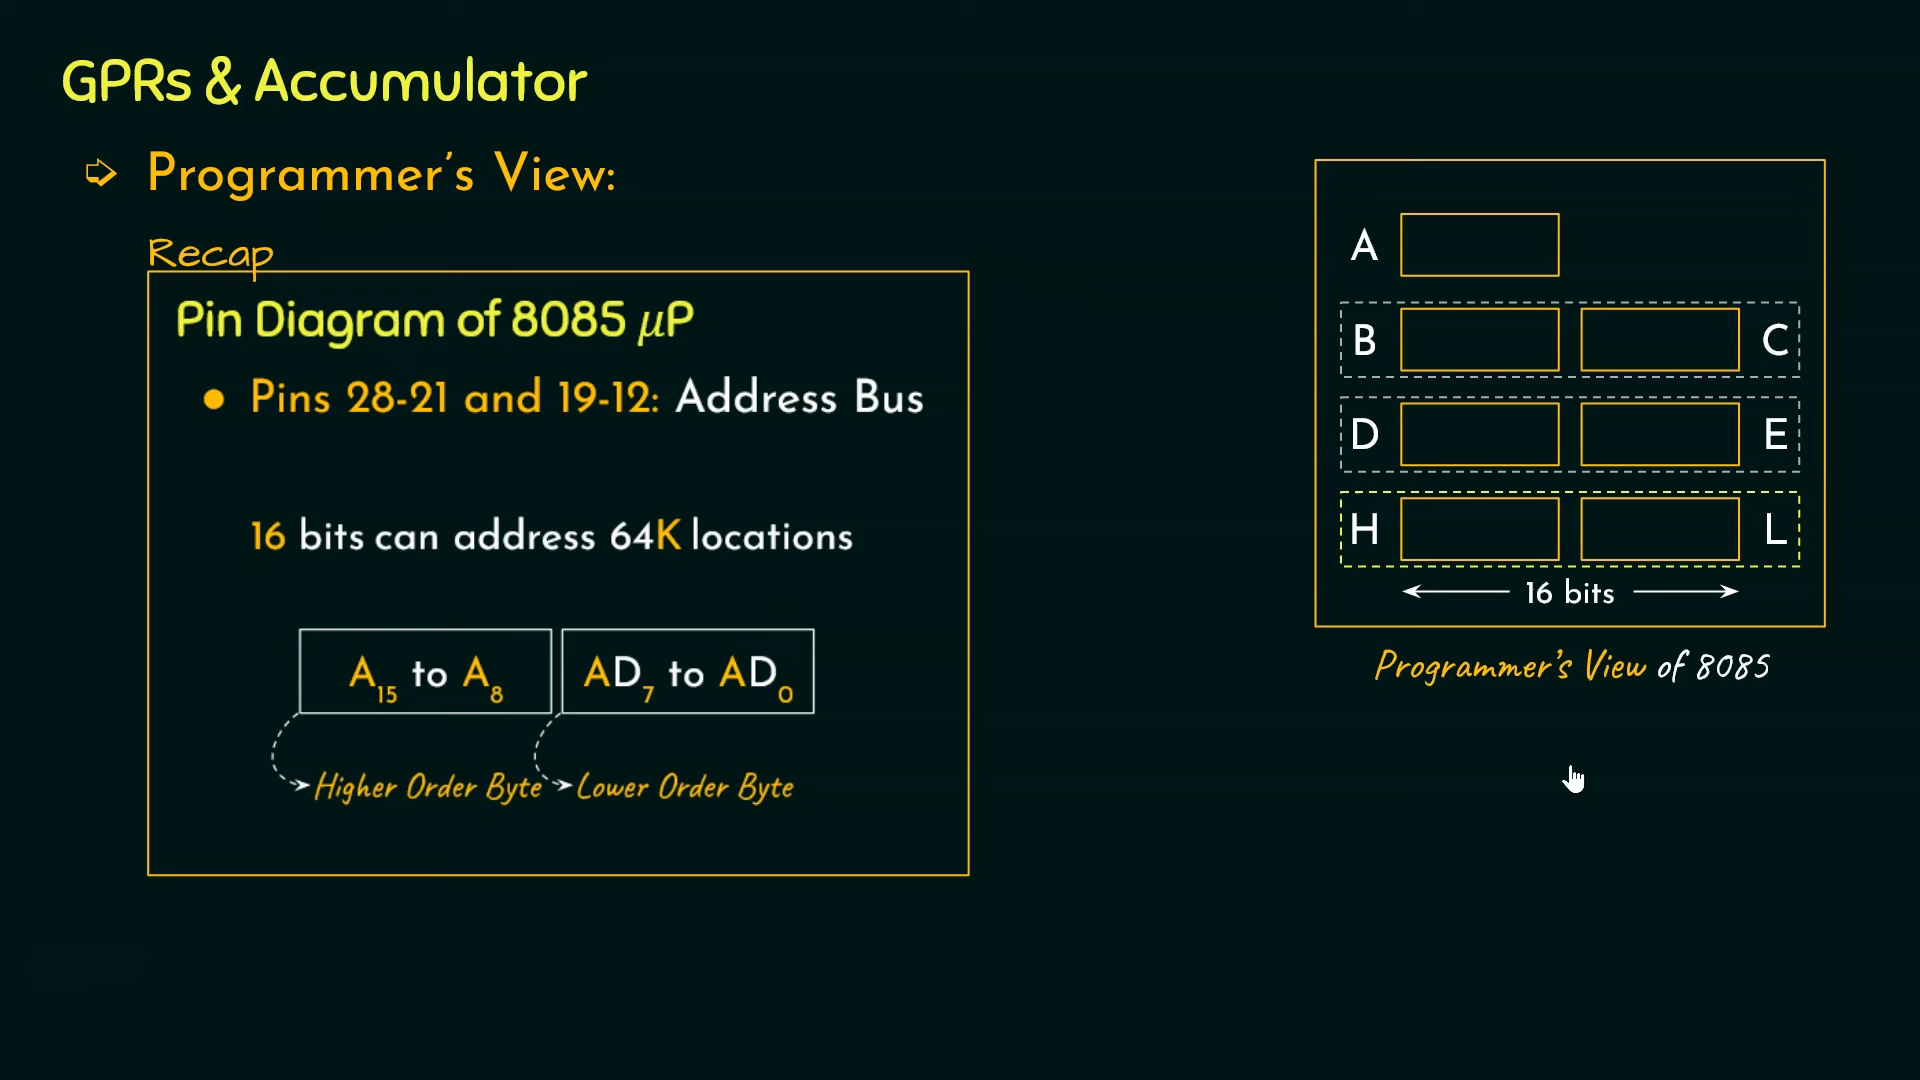 GPRs & Accumulator
➩ Programmer's View:
Recap
Pin Diagram of 8085 μP
● Pins 28-21 and 19-12: Address Bus
16 bits can address 64K locations
A₁₅ to A₈ AD₇ to AD₀
Higher Order Byte Lower Order Byte
A
B C
D E
H L
16 bits
Programmer's View of 8085